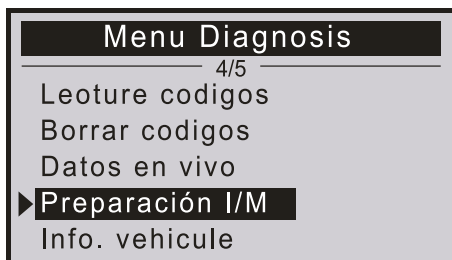 Menu Diagnosis
4/5
Leoture codigos
Borrar codigos
Datos en vivo
Preparación I/M
Info. vehicule